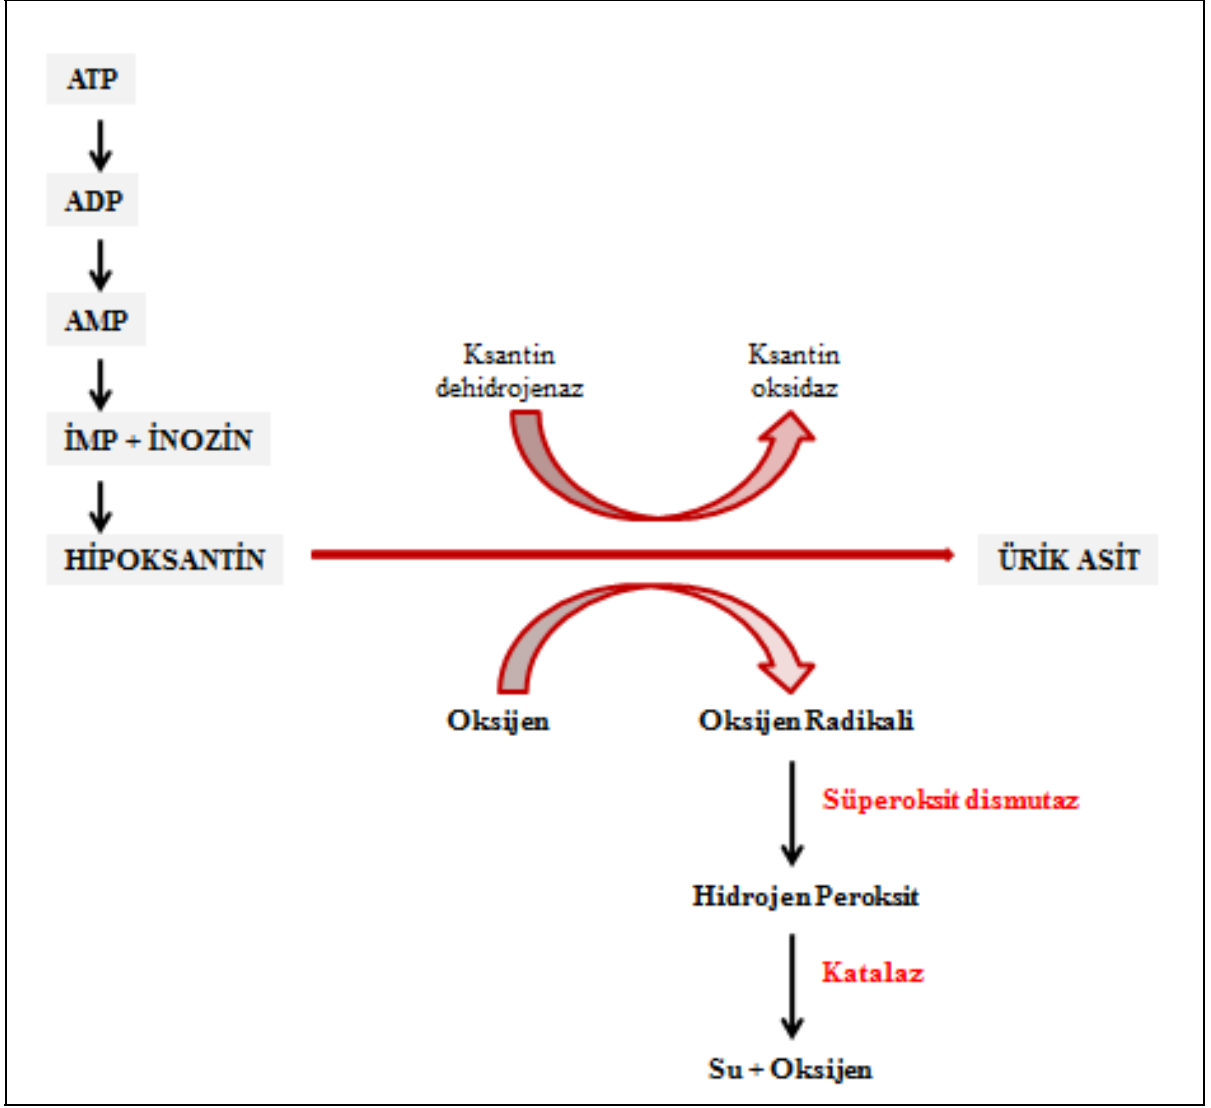 ATP
ADP
AMP
İMP + İNOZİN
HİPOKSANTİN
Ksantin
dehidrojenaz
Ksantin
oksidaz
ÜRİK ASİT
Oksijen
Oksijen Radikali
Süperoksit dismutaz
Hidrojen Peroksit
Katalaz
Su + Oksijen